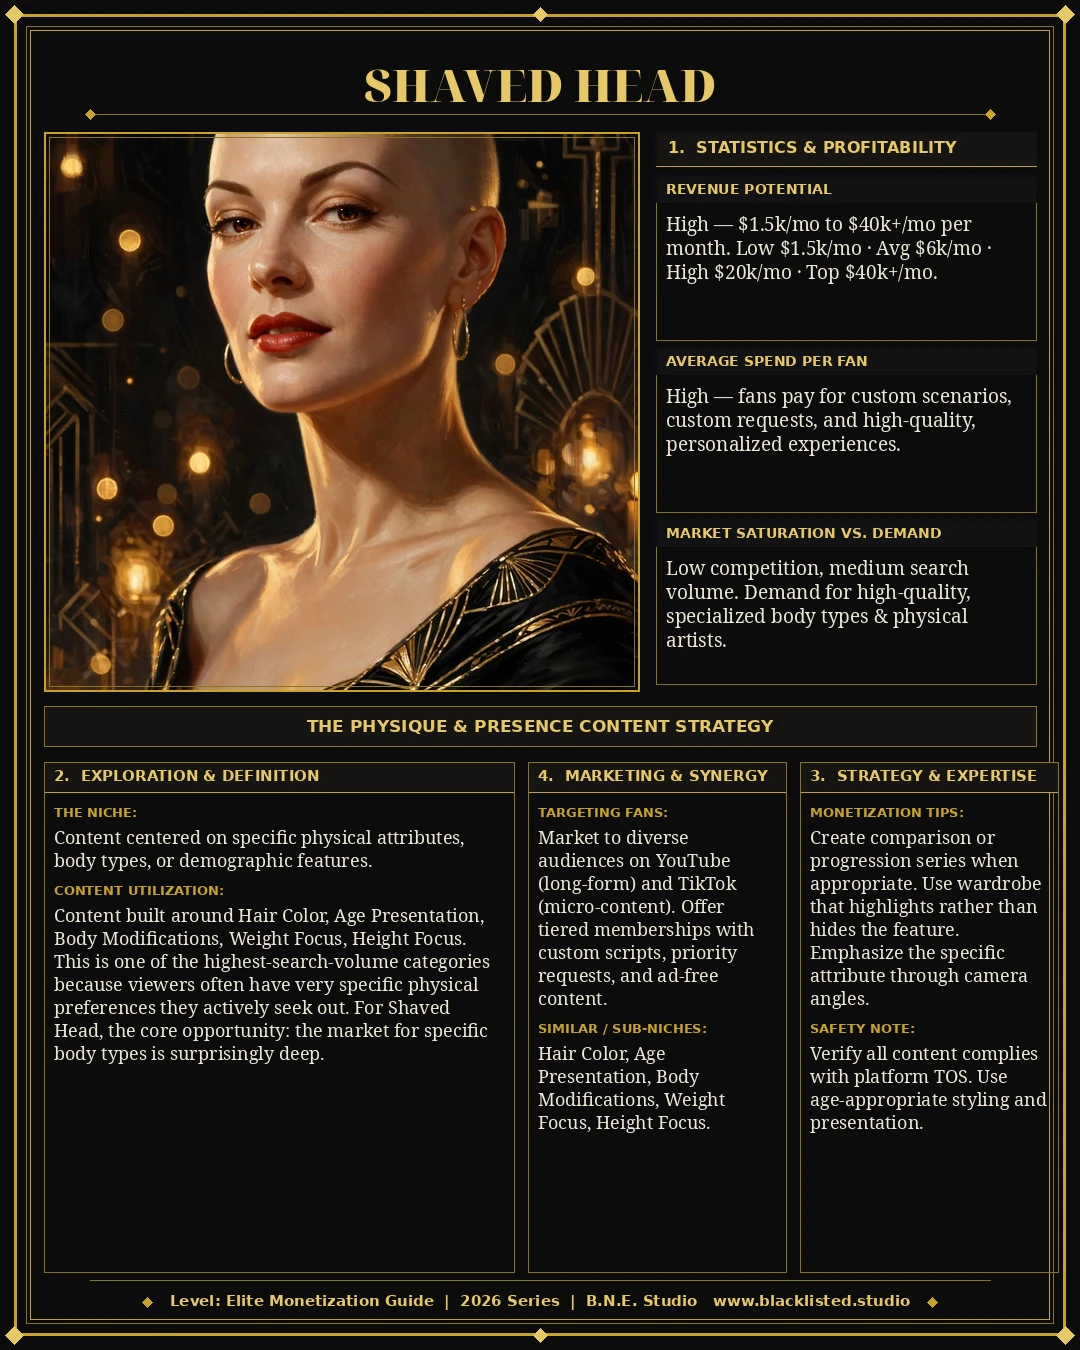 SHAVED HEAD
1. STATISTICS & PROFITABILITY
REVENUE POTENTIAL
High — $1.5k/mo to $40k+/mo per
month. Low $1.5k/mo · Avg $6k/mo ·
High $20k/mo · Top $40k+/mo.
AVERAGE SPEND PER FAN
High — fans pay for custom scenarios,
custom requests, and high-quality,
personalized experiences.
MARKET SATURATION VS. DEMAND
Low competition, medium search
volume. Demand for high-quality,
specialized body types & physical
artists.
THE PHYSIQUE & PRESENCE CONTENT STRATEGY
2. EXPLORATION & DEFINITION
THE NICHE:
Content centered on specific physical attributes,
body types, or demographic features.
CONTENT UTILIZATION:
Content built around Hair Color, Age Presentation,
Body Modifications, Weight Focus, Height Focus.
This is one of the highest-search-volume categories
because viewers often have very specific physical
preferences they actively seek out. For Shaved
Head, the core opportunity: the market for specific
body types is surprisingly deep.
4. MARKETING & SYNERGY
TARGETING FANS:
Market to diverse
audiences on YouTube
(long-form) and TikTok
(micro-content). Offer
tiered memberships with
custom scripts, priority
requests, and ad-free
content.
SIMILAR / SUB-NICHES:
Hair Color, Age
Presentation, Body
Modifications, Weight
Focus, Height Focus.
3. STRATEGY & EXPERTISE
MONETIZATION TIPS:
Create comparison or
progression series when
appropriate. Use wardrobe
that highlights rather than
hides the feature.
Emphasize the specific
attribute through camera
angles.
SAFETY NOTE:
Verify all content complies
with platform TOS. Use
age-appropriate styling and
presentation.
Level: Elite Monetization Guide | 2026 Series | B.N.E. Studio www.blacklisted.studio